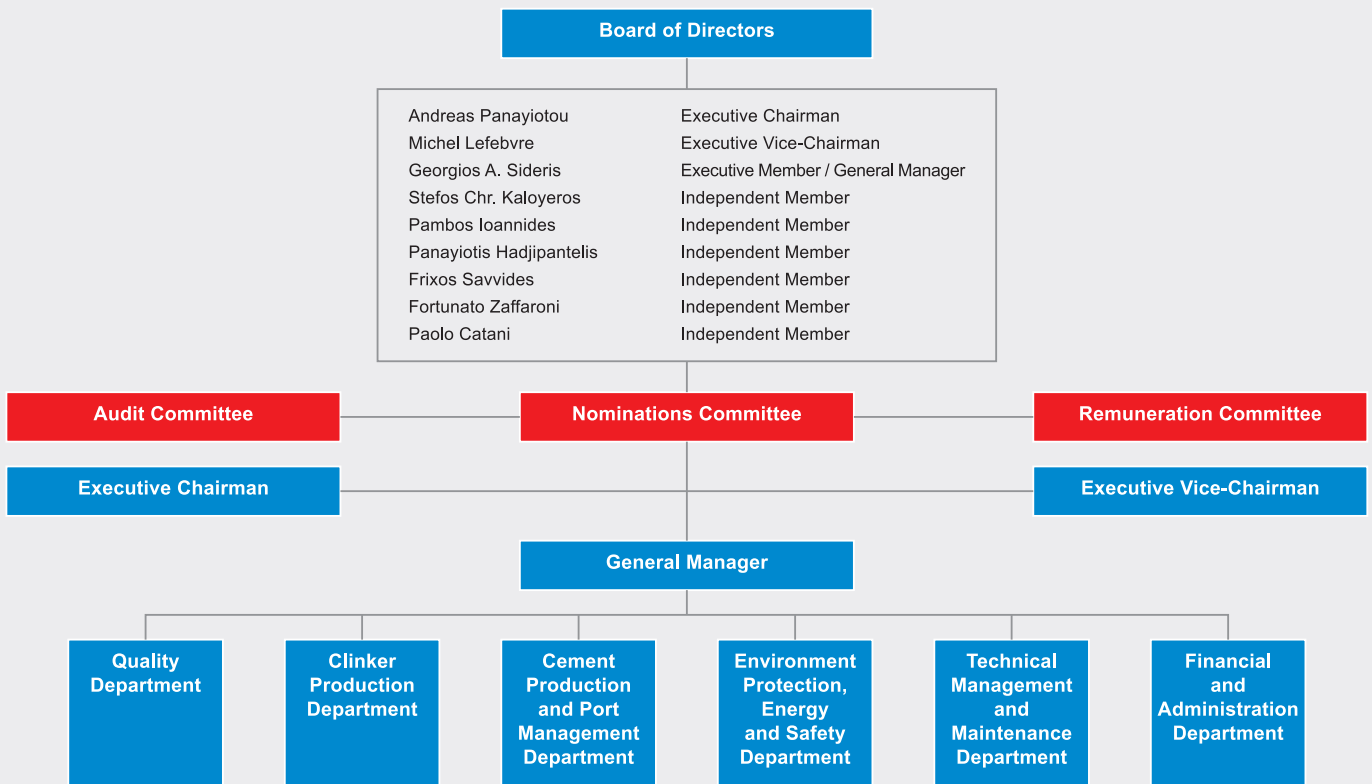 Board of Directors
Andreas Panayiotou Executive Chairman
Michel Lefebvre Executive Vice-Chairman
Georgios A. Sideris Executive Member / General Manager
Stefos Chr. Kaloyeros Independent Member
Pambos Ioannides Independent Member
Panayiotis Hadjipantelis Independent Member
Frixos Savvides Independent Member
Fortunato Zaffaroni Independent Member
Paolo Catani Independent Member
Audit Committee
Nominations Committee
Remuneration Committee
Executive Chairman
Executive Vice-Chairman
General Manager
Quality
Department
Clinker
Production
Department
Cement
Production
and Port
Management
Department
Environment
Protection,
Energy
and Safety
Department
Technical
Management
and
Maintenance
Department
Financial
and
Administration
Department